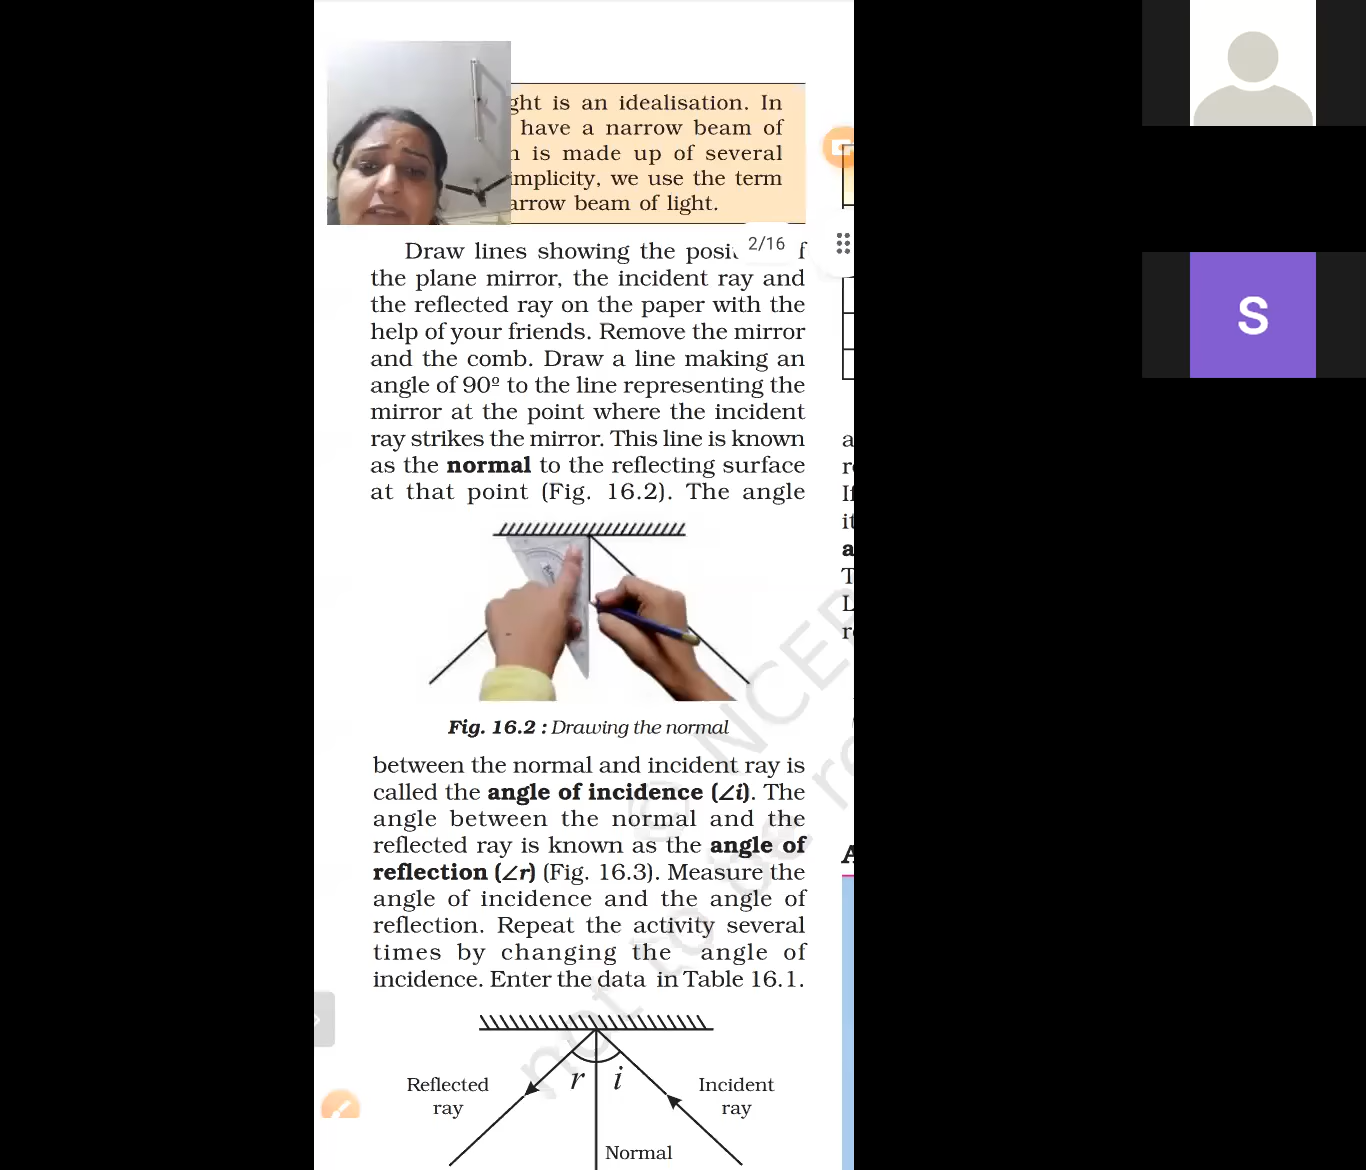 ght is an idealisation. In
have a narrow beam of
is made up of several
implicity, we use the term
arrow beam of light.
2/16
Draw lines showing the posi f
the plane mirror, the incident ray and
the reflected ray on the paper with the
help of your friends. Remove the mirror
and the comb. Draw a line making an
angle of 90º to the line representing the
mirror at the point where the incident
ray strikes the mirror. This line is known
as the normal to the reflecting surface
at that point (Fig. 16.2). The angle
Fig. 16.2 : Drawing the normal
between the normal and incident ray is
called the angle of incidence (∠i). The
angle between the normal and the
reflected ray is known as the angle of
reflection (∠r) (Fig. 16.3). Measure the
angle of incidence and the angle of
reflection. Repeat the activity several
times by changing the angle of
incidence. Enter the data in Table 16.1.
r i
Reflected
ray
Incident
ray
Normal
© NCER
not to be re
S